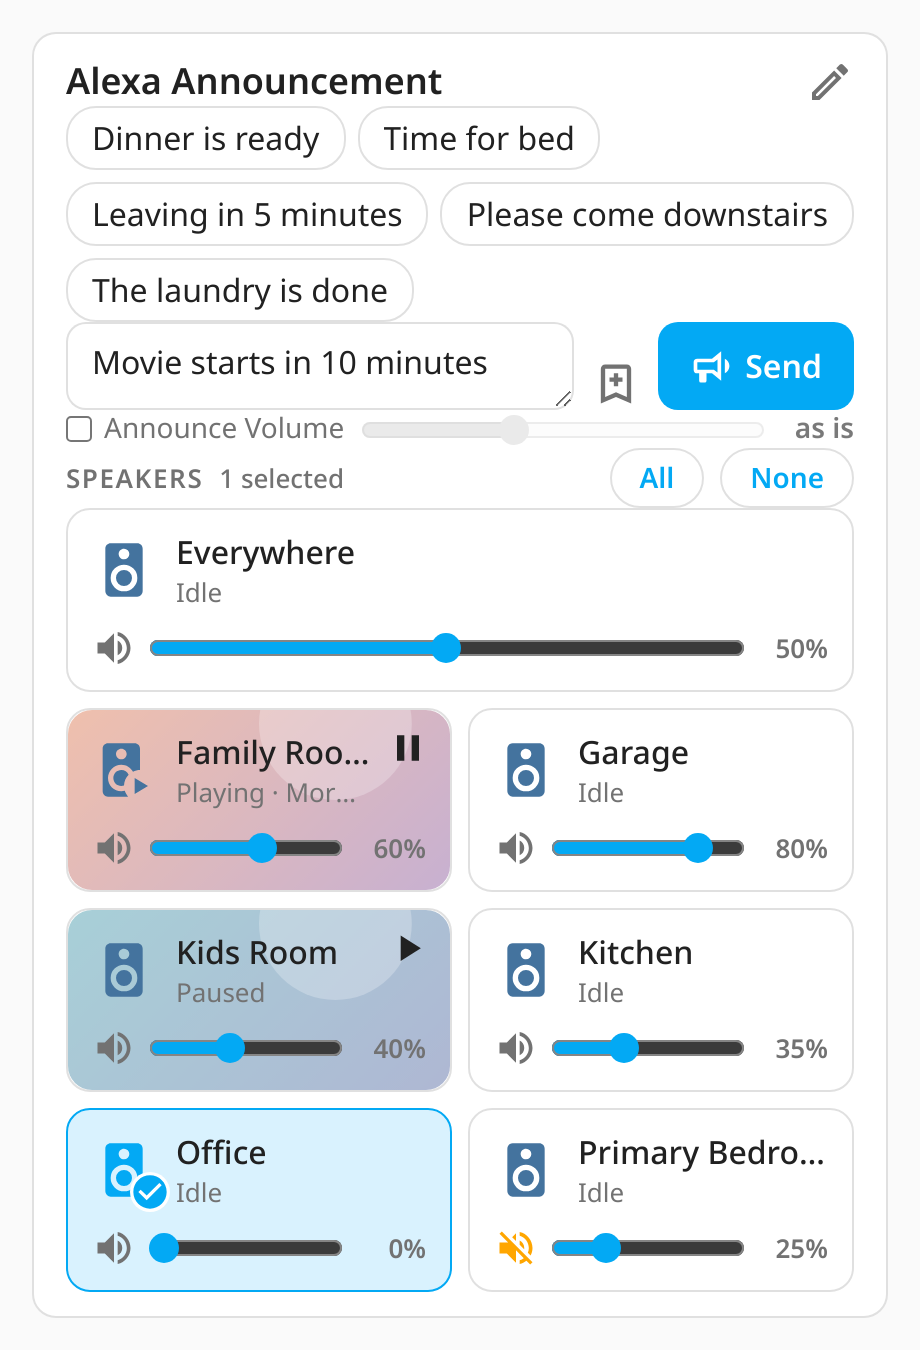 Alexa Announcement
Dinner is ready
Time for bed
Leaving in 5 minutes
Please come downstairs
The laundry is done
Movie starts in 10 minutes
Send
Announce Volume
as is
SPEAKERS 1 selected
All
None
Everywhere
Idle
50%
Family Roo...
Playing · Mor...
60%
Garage
Idle
80%
Kids Room
Paused
40%
Kitchen
Idle
35%
Office
Idle
0%
Primary Bedro...
Idle
25%